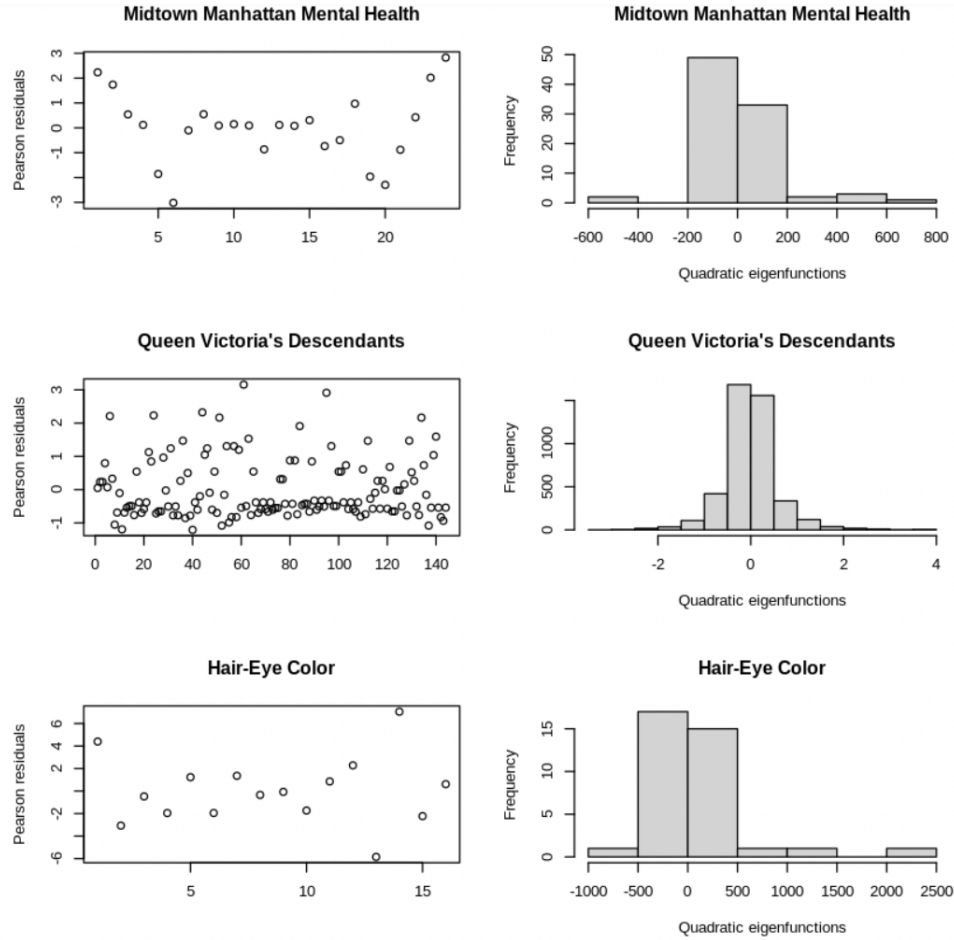 Midtown Manhattan Mental Health
Pearson residuals
3
2
1
0
-1
-3
5 10 15 20
Midtown Manhattan Mental Health
Frequency
50
40
30
20
10
0
-600 -400 -200 0 200 400 600 800
Quadratic eigenfunctions
Queen Victoria's Descendants
Pearson residuals
3
2
1
0
-1
0 20 40 60 80 100 120 140
Queen Victoria's Descendants
Frequency
1000
500
0
-2 0 2 4
Quadratic eigenfunctions
Hair-Eye Color
Pearson residuals
6
4
2
-2
-6
5 10 15
Hair-Eye Color
Frequency
15
10
5
0
-1000 -500 0 500 1000 1500 2000 2500
Quadratic eigenfunctions